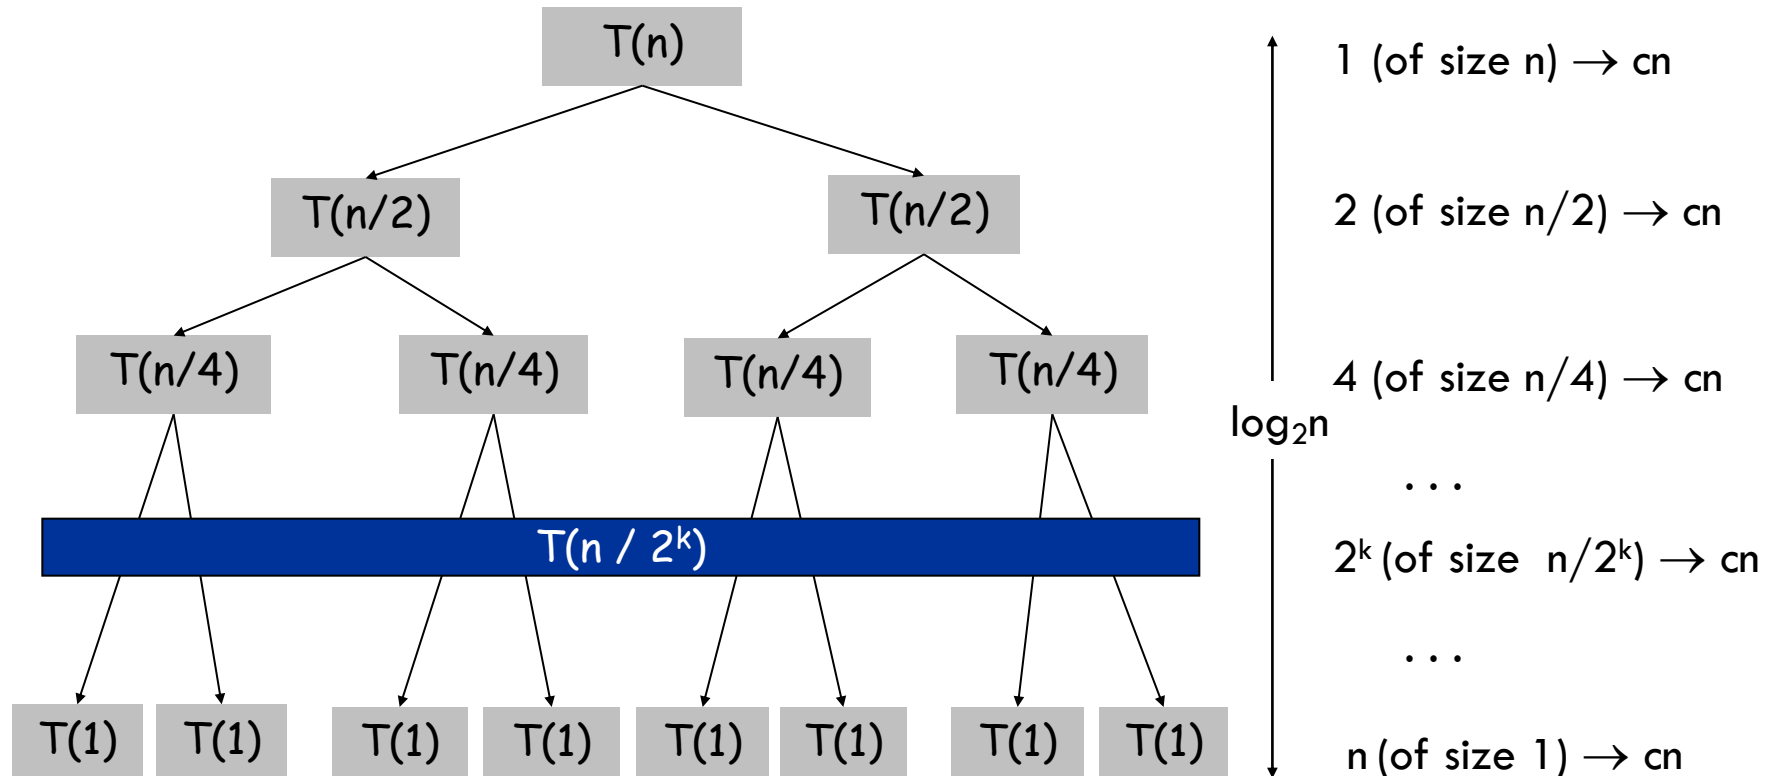 T(n)
1 (of size n) → cn
T(n/2) T(n/2)
2 (of size n/2) → cn
T(n/4) T(n/4) T(n/4) T(n/4)
4 (of size n/4) → cn
log₂n
. . .
T(n / 2ᵏ)
2ᵏ (of size n/2ᵏ) → cn
. . .
T(1) T(1) T(1) T(1) T(1) T(1) T(1) T(1)
n (of size 1) → cn